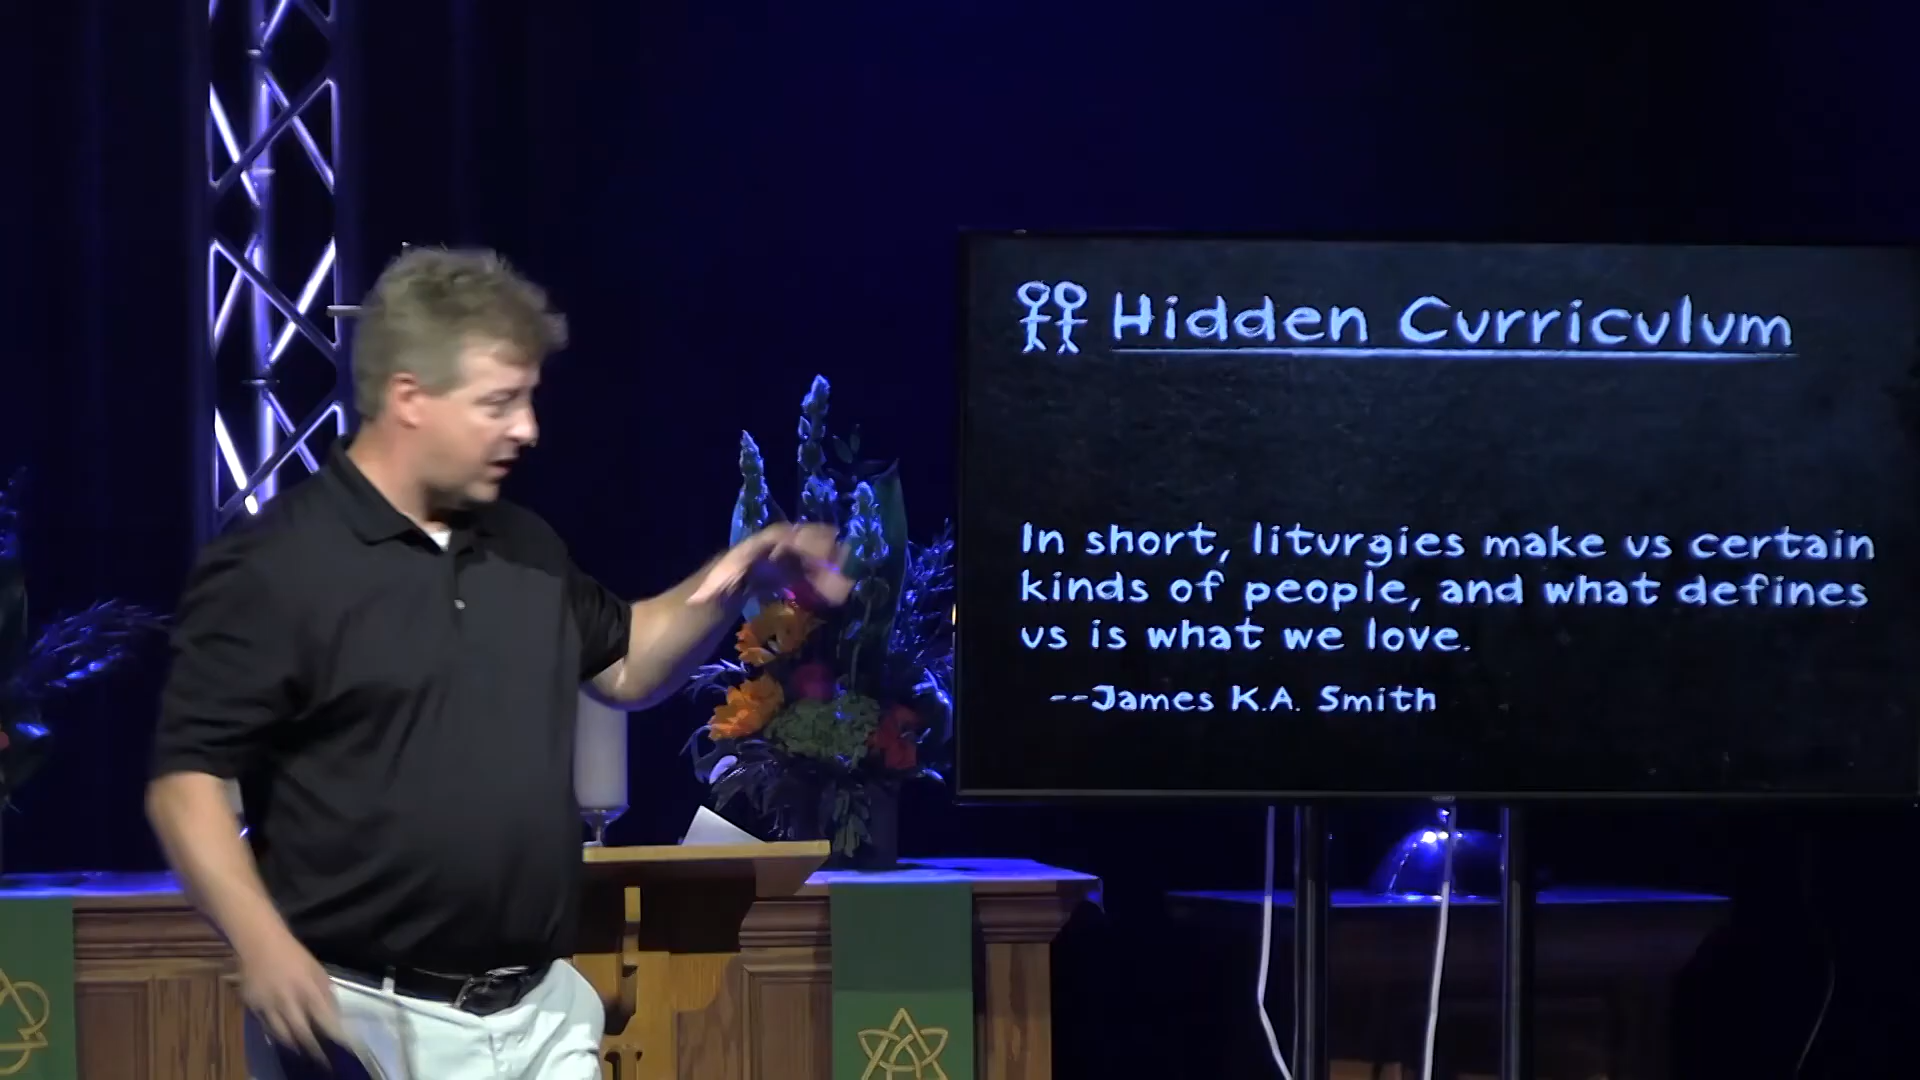 Hidden Curriculum
In short, liturgies make us certain
kinds of people, and what defines
us is what we love.
--James K.A. Smith